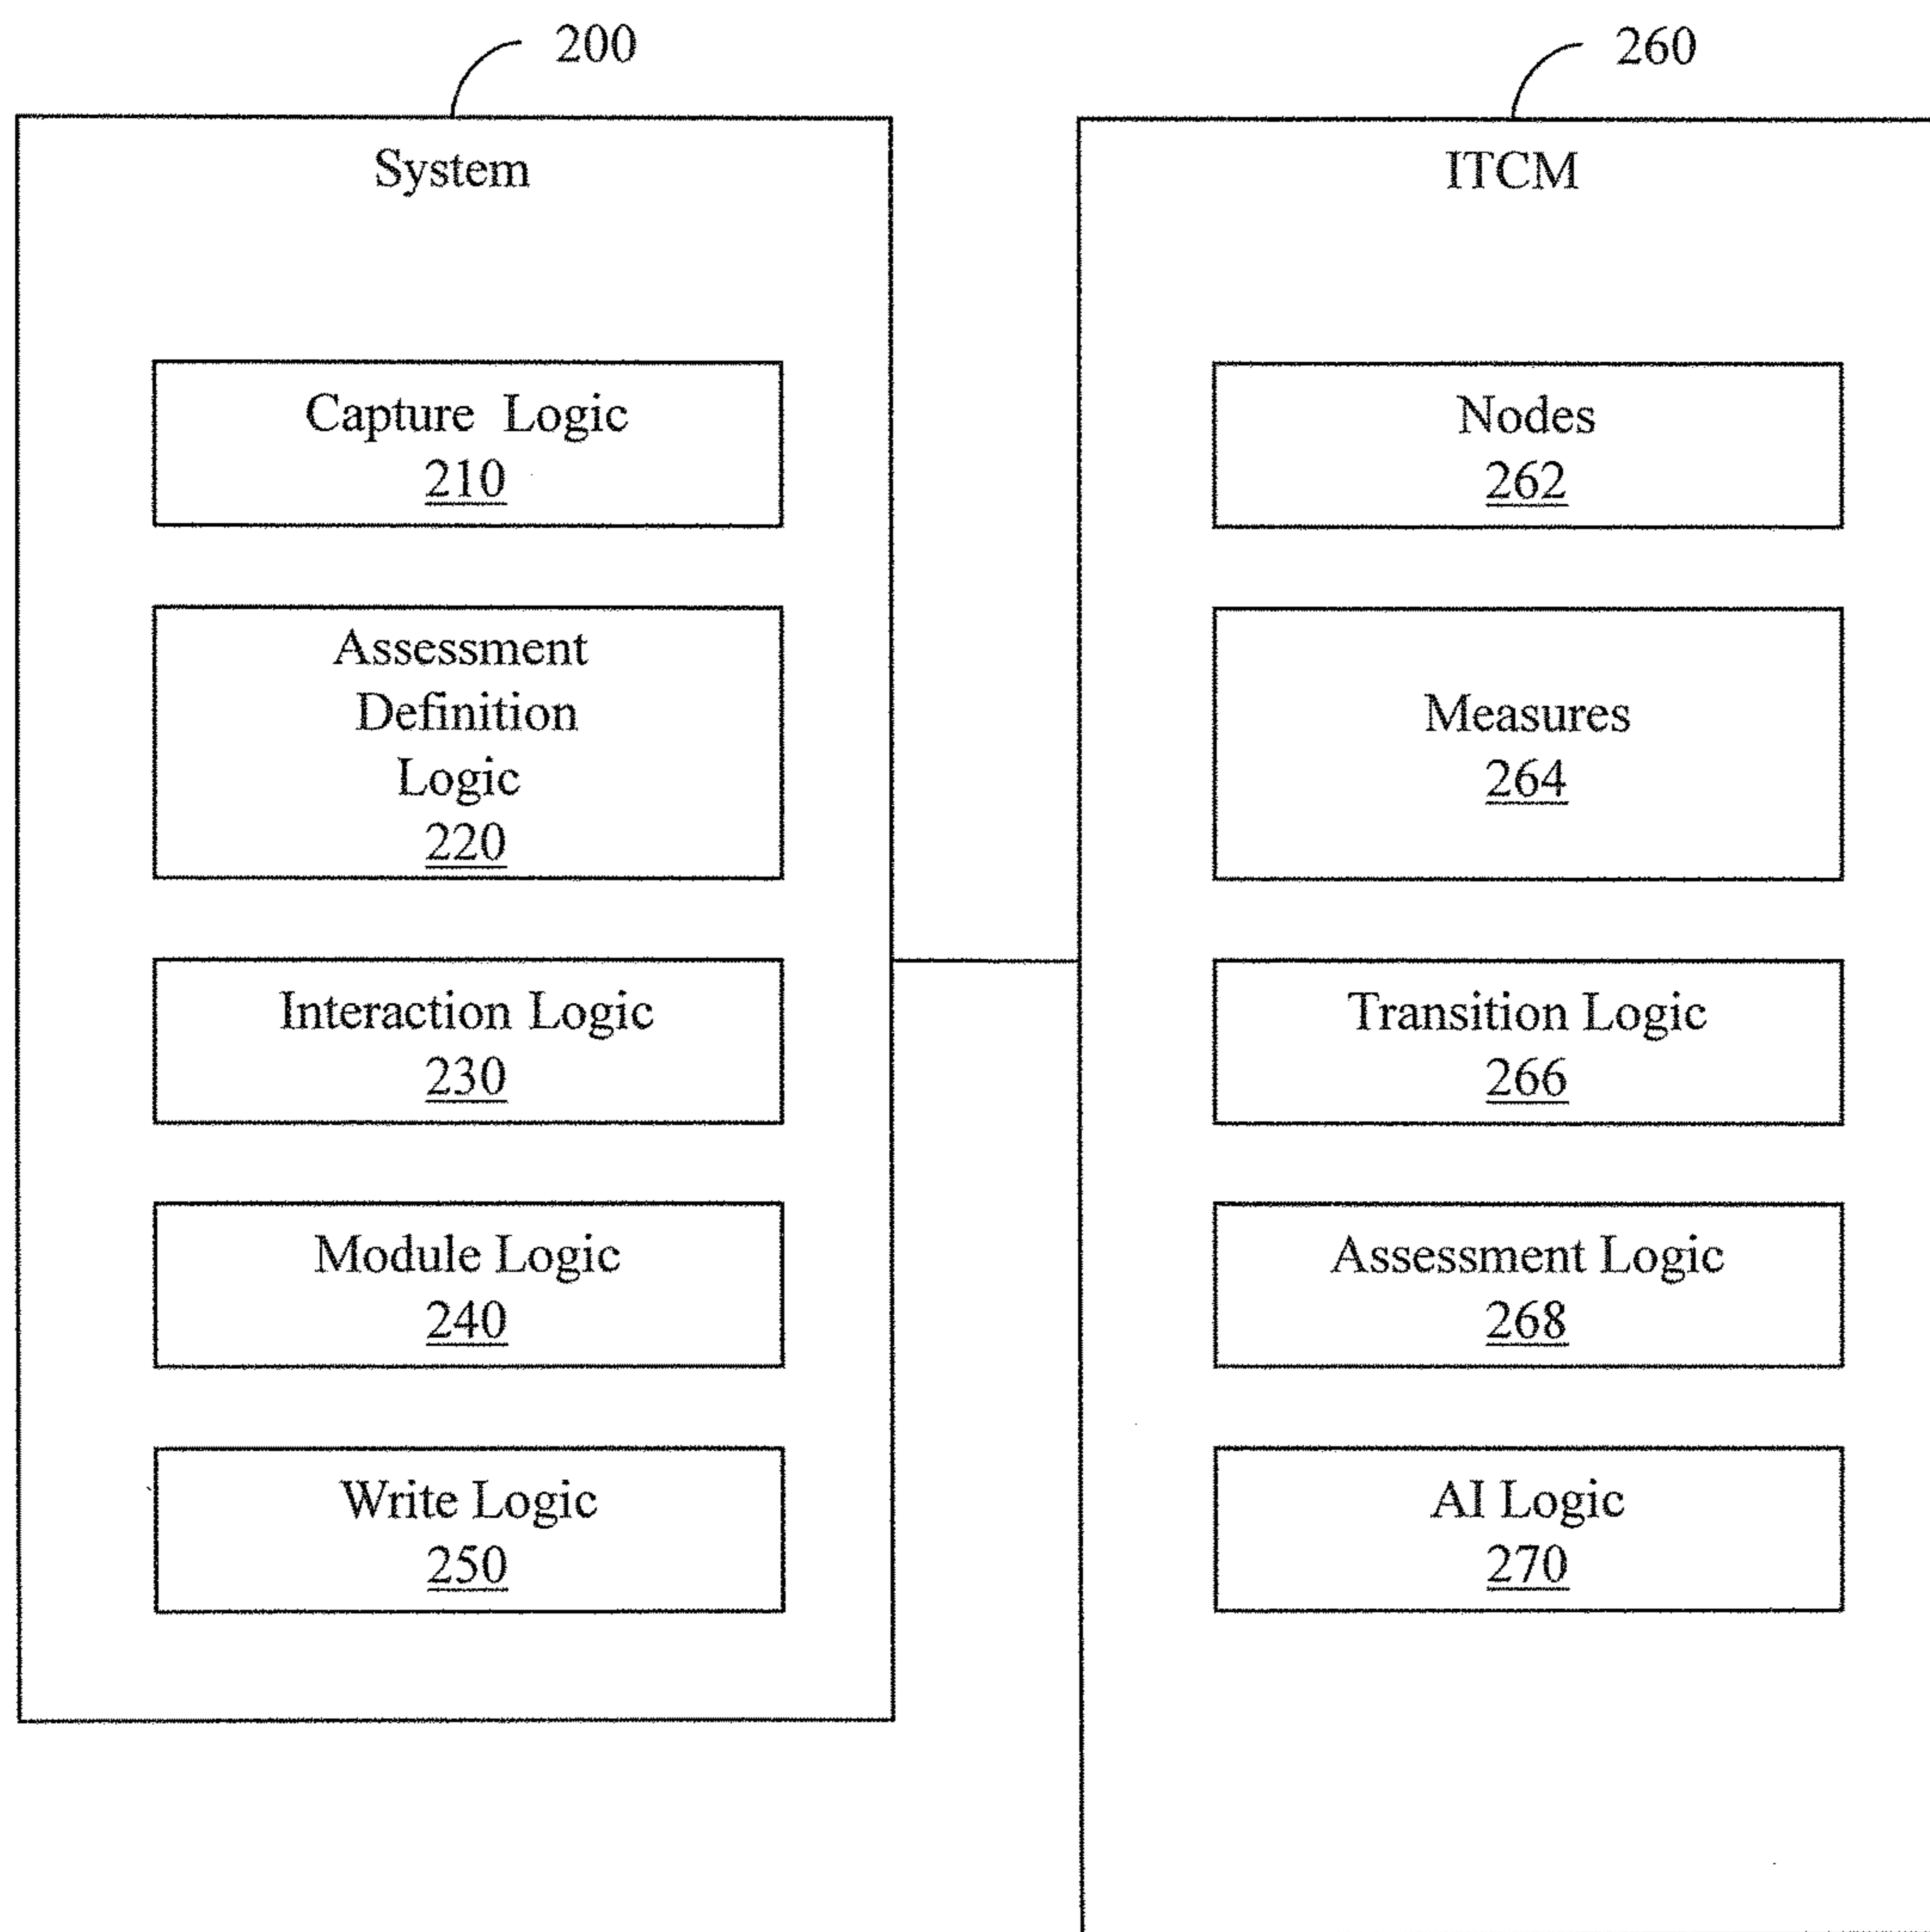 200
System
Capture Logic
210
Assessment
Definition
Logic
220
Interaction Logic
230
Module Logic
240
Write Logic
250
260
ITCM
Nodes
262
Measures
264
Transition Logic
266
Assessment Logic
268
AI Logic
270